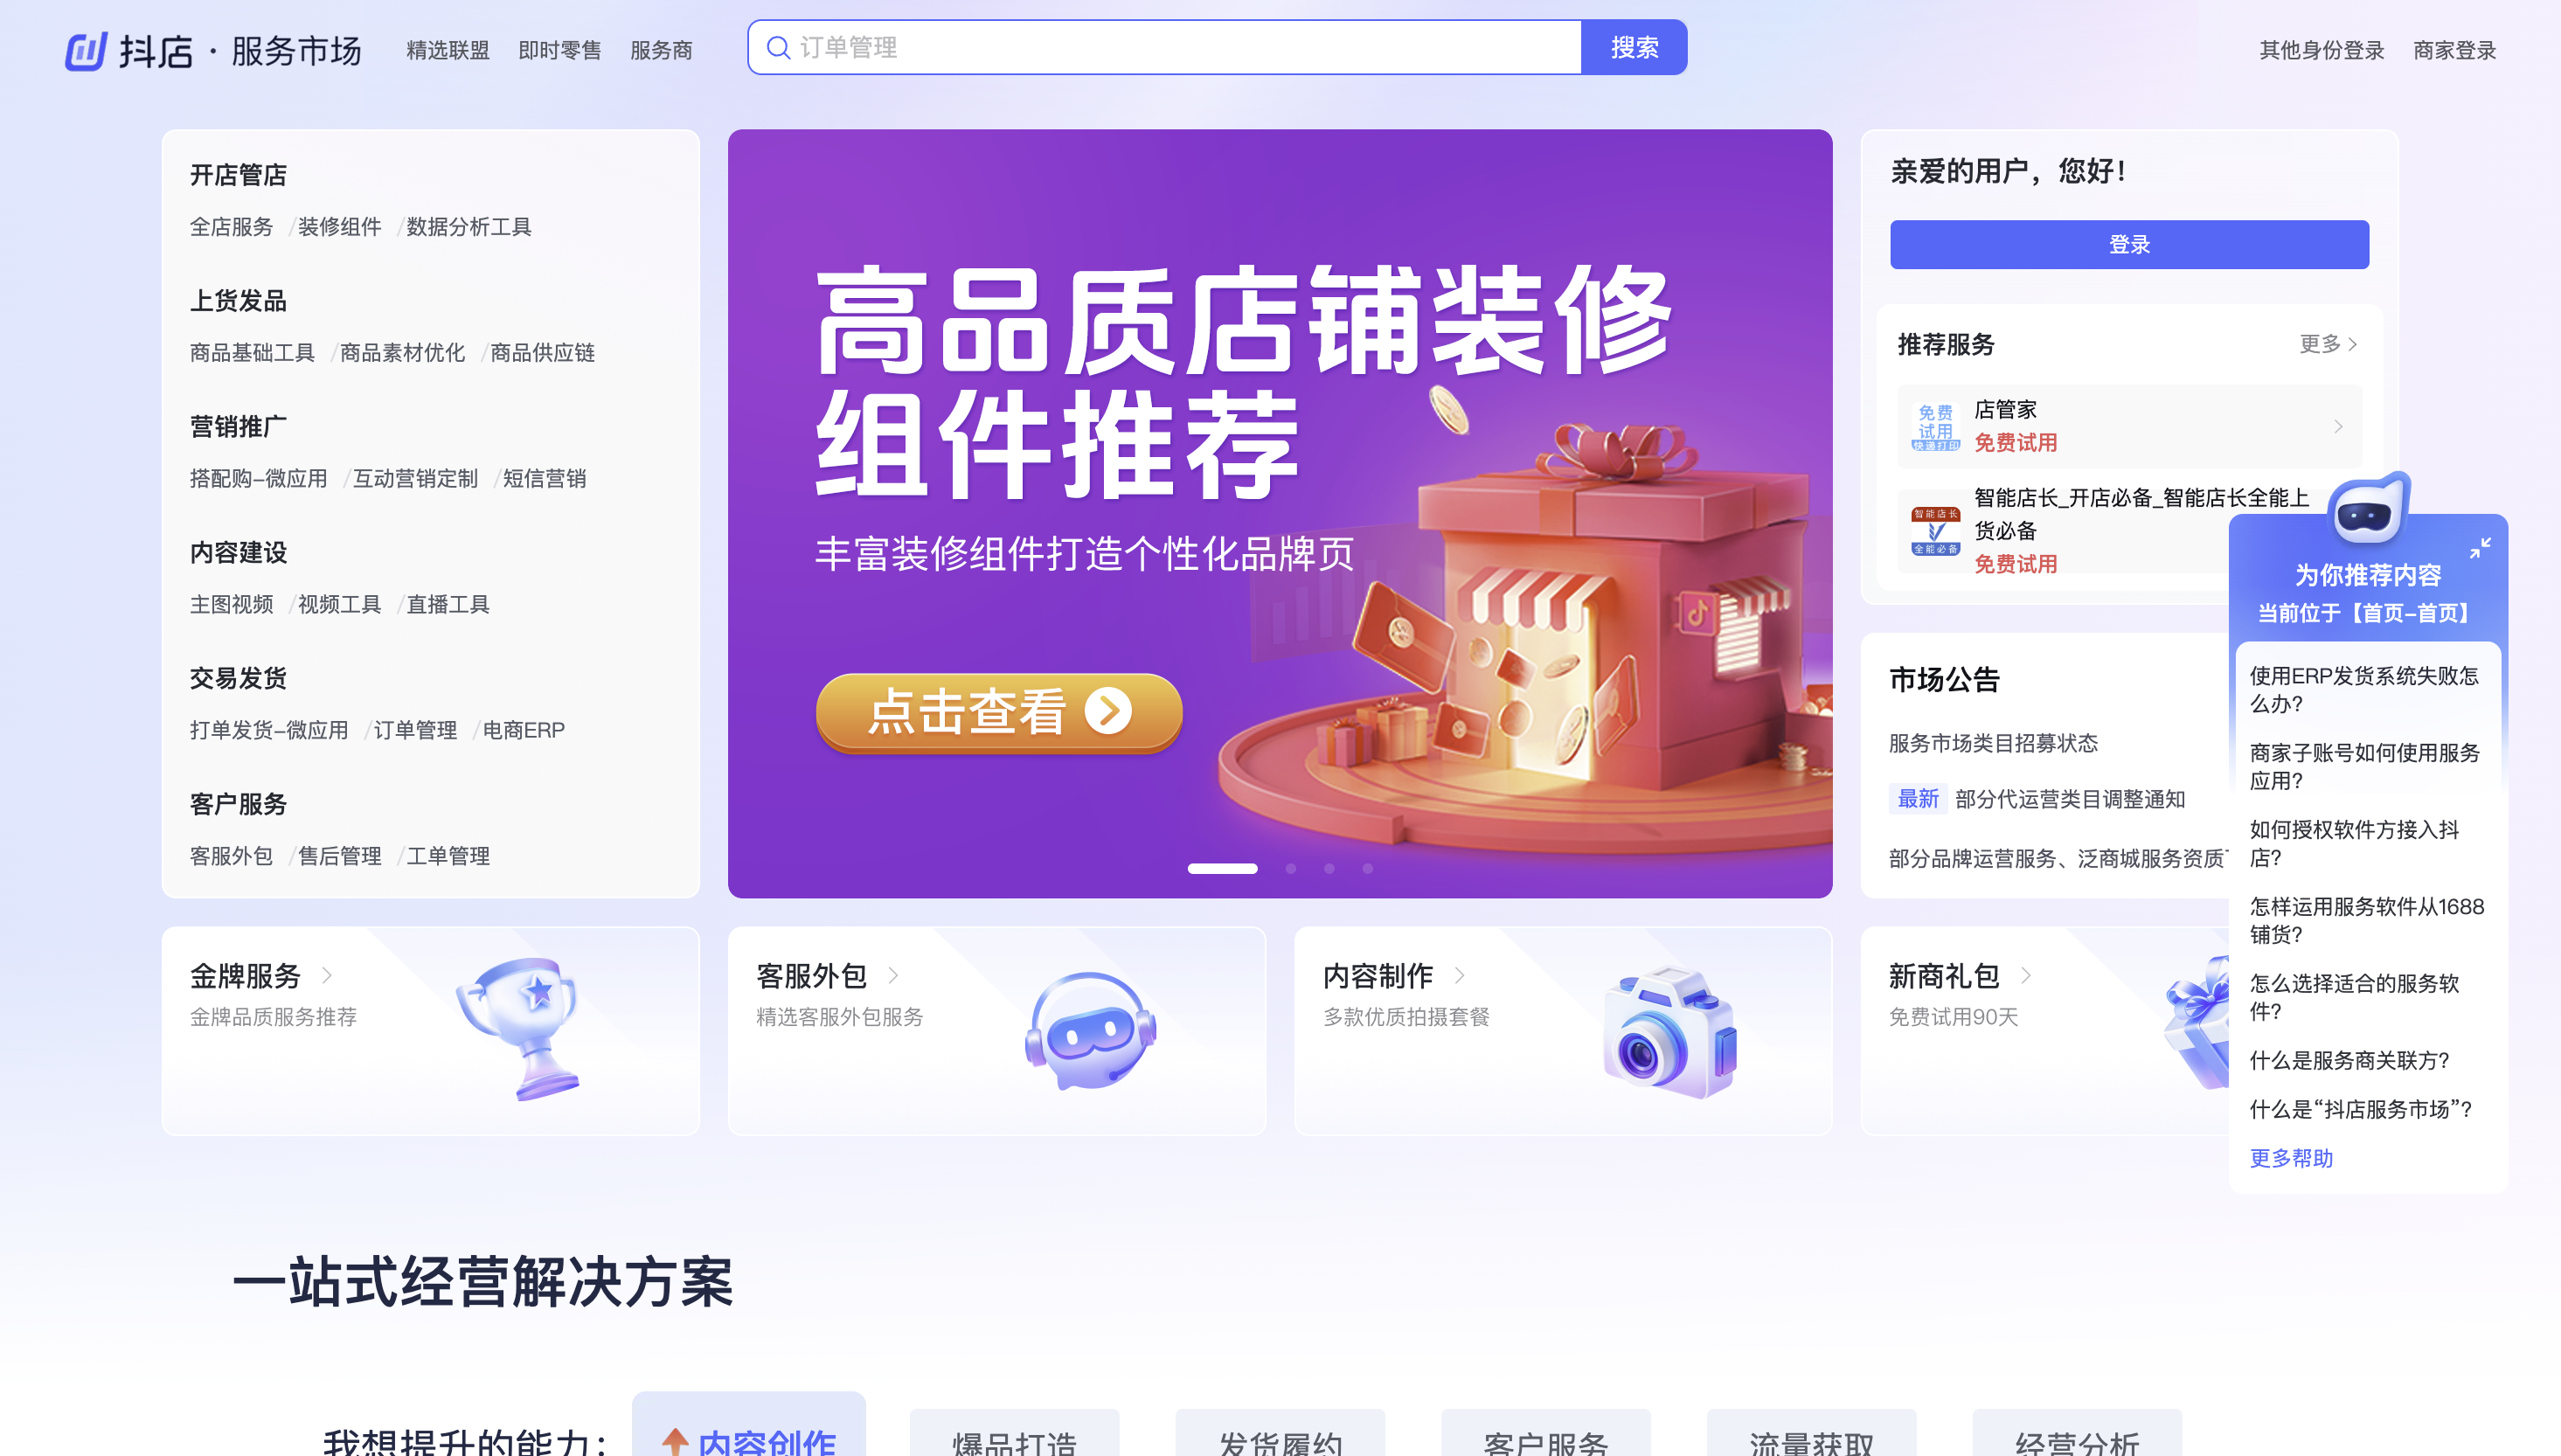 抖店 · 服务市场
精选联盟 即时零售 服务商
订单管理
搜索
其他身份登录 商家登录
开店管店
全店服务 /装修组件 /数据分析工具
上货发品
商品基础工具 /商品素材优化 /商品供应链
营销推广
搭配购-微应用 /互动营销定制 /短信营销
内容建设
主图视频 /视频工具 /直播工具
交易发货
打单发货-微应用 /订单管理 /电商ERP
客户服务
客服外包 /售后管理 /工单管理
高品质店铺装修
组件推荐
丰富装修组件打造个性化品牌页
点击查看
亲爱的用户，您好！
登录
推荐服务
更多
免费
试用
快递打印
店管家
免费试用
智能店长
全能必备
智能店长_开店必备_智能店长全能上
货必备
免费试用
市场公告
服务市场类目招募状态
最新 部分代运营类目调整通知
部分品牌运营服务、泛商城服务资质
为你推荐内容
当前位于【首页-首页】
使用ERP发货系统失败怎
么办?
商家子账号如何使用服务
应用?
如何授权软件方接入抖
店?
怎样运用服务软件从1688
铺货?
怎么选择适合的服务软
件?
什么是服务商关联方?
什么是“抖店服务市场”?
更多帮助
金牌服务
金牌品质服务推荐
客服外包
精选客服外包服务
内容制作
多款优质拍摄套餐
新商礼包
免费试用90天
一站式经营解决方案
我想提升的能力：
内容创作
爆品打造
发货履约
客户服务
流量获取
经营分析